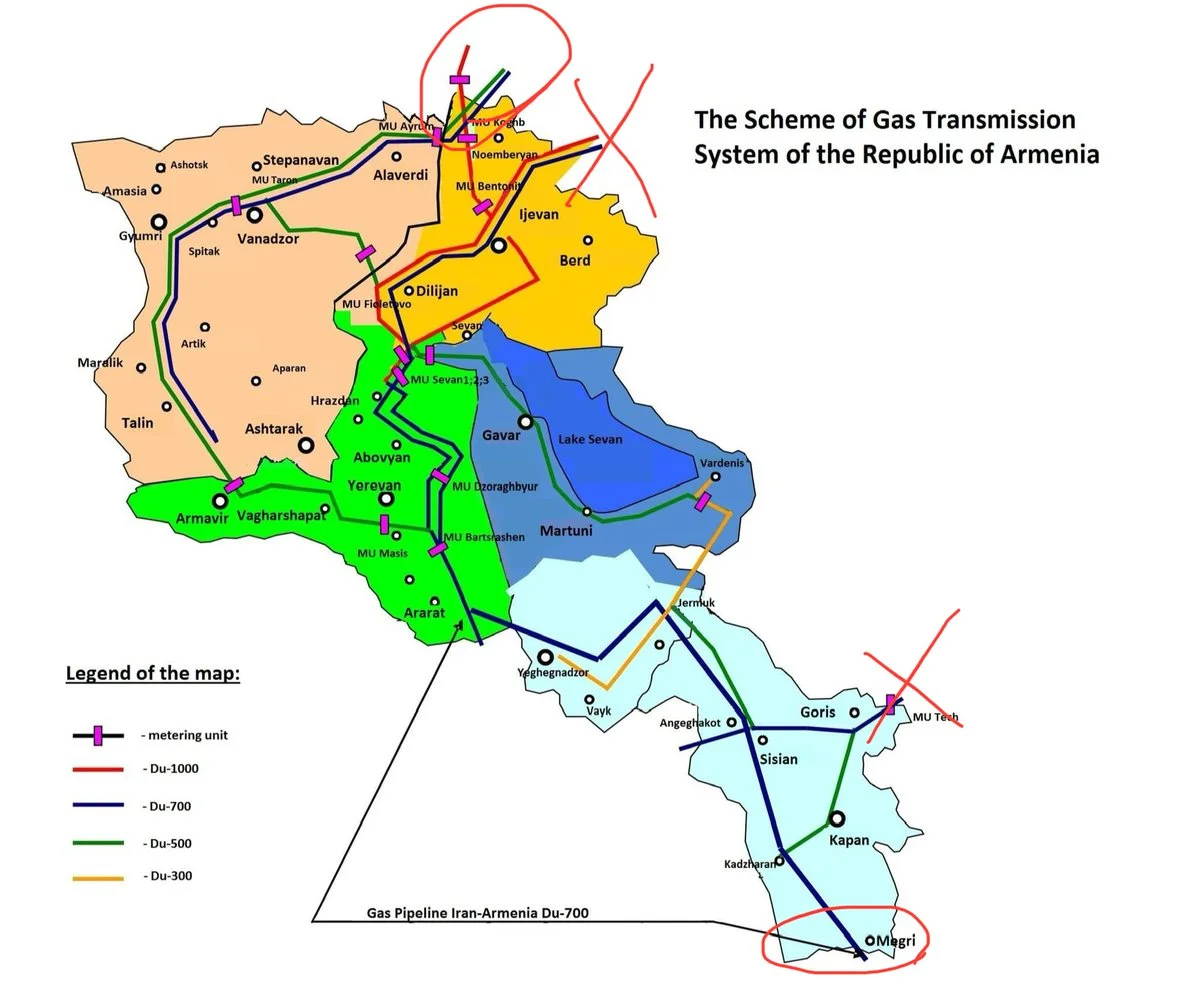 The Scheme of Gas Transmission
System of the Republic of Armenia
MU Ayrum
MU Koghb
Noemberyan
Ashotsk
Stepanavan
MU Taron
Alaverdi
Amasia
MU Bentonit
Ijevan
Gyumri
Spitak
Vanadzor
Berd
Dilijan
MU Fioletovo
Sevan
Artik
Maralik
Aparan
MU Sevan1;2;3
Hrazdan
Talin
Ashtarak
Gavar
Lake Sevan
Abovyan
Vardenis
Yerevan
MU Dzoraghbyur
Armavir
Vagharshapat
Martuni
MU Bartsrashen
MU Masis
Ararat
Jermuk
Yeghegnadzor
Vayk
Angeghakot
Goris
MU Tech
Sisian
Kapan
Kadzharan
Megri
Gas Pipeline Iran-Armenia Du-700
Legend of the map:
- metering unit
- Du-1000
- Du-700
- Du-500
- Du-300